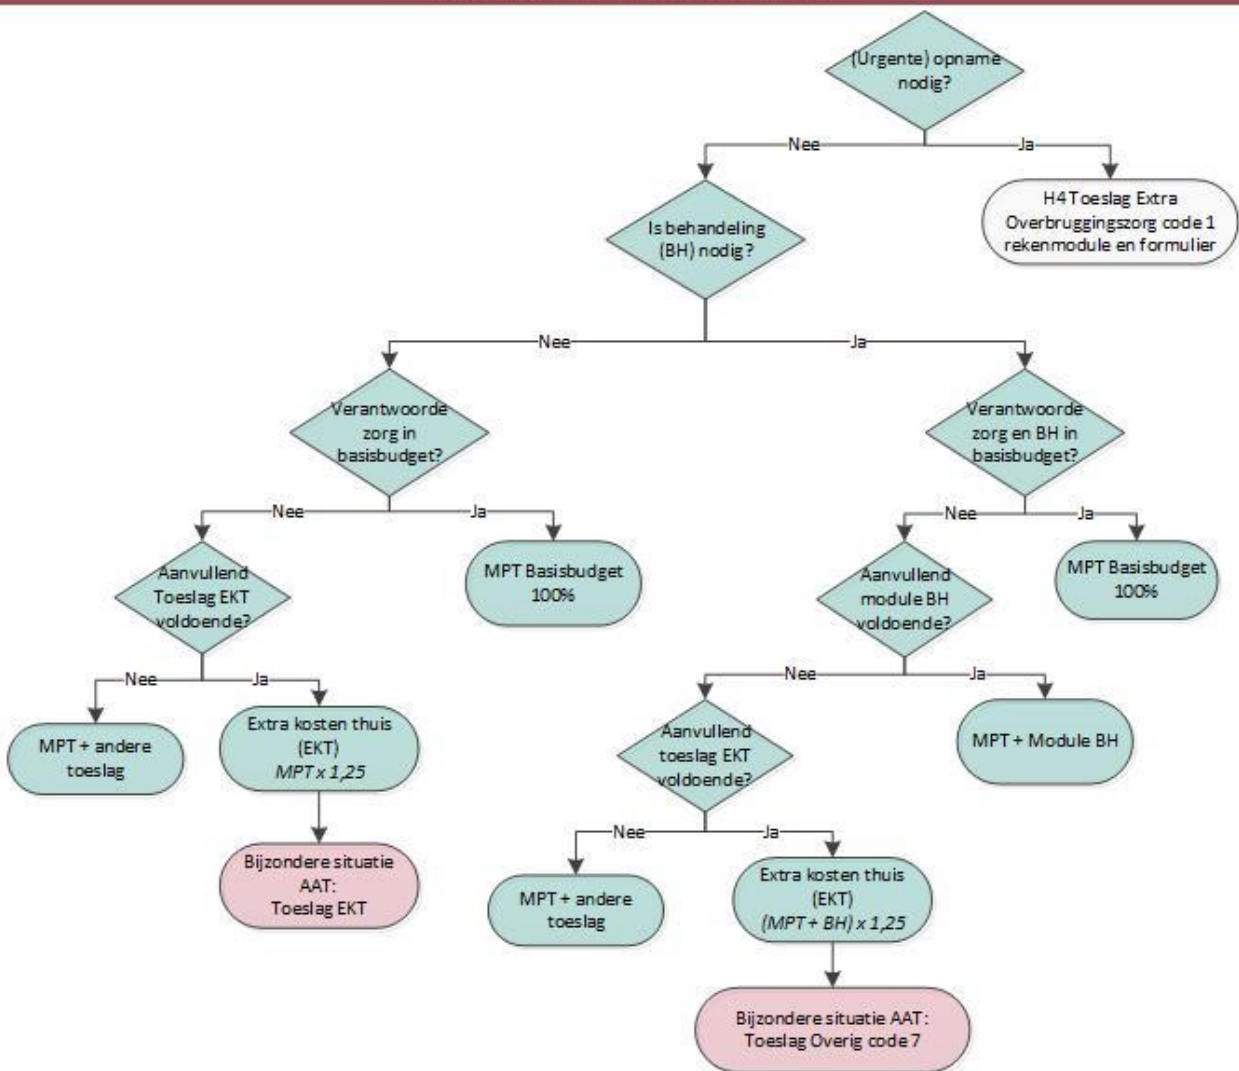 (Urgente) opname
nodig?
Nee
Ja
H4 Toeslag Extra
Overbruggingszorg code 1
rekenmodule en formulier
Is behandeling
(BH) nodig?
Nee
Ja
Verantwoorde
zorg in
basisbudget?
Verantwoorde
zorg en BH in
basisbudget?
Nee
Ja
Nee
Ja
Aanvullend
Toeslag EKT
voldoende?
MPT Basisbudget
100%
Aanvullend
module BH
voldoende?
MPT Basisbudget
100%
Nee
Ja
Nee
Ja
MPT + andere
toeslag
Extra kosten thuis
(EKT)
MPT x 1,25
Aanvullend
toeslag EKT
voldoende?
MPT + Module BH
Nee
Ja
Bijzondere situatie
AAT:
Toeslag EKT
MPT + andere
toeslag
Extra kosten thuis
(EKT)
(MPT + BH) x 1,25
Bijzondere situatie AAT:
Toeslag Overig code 7